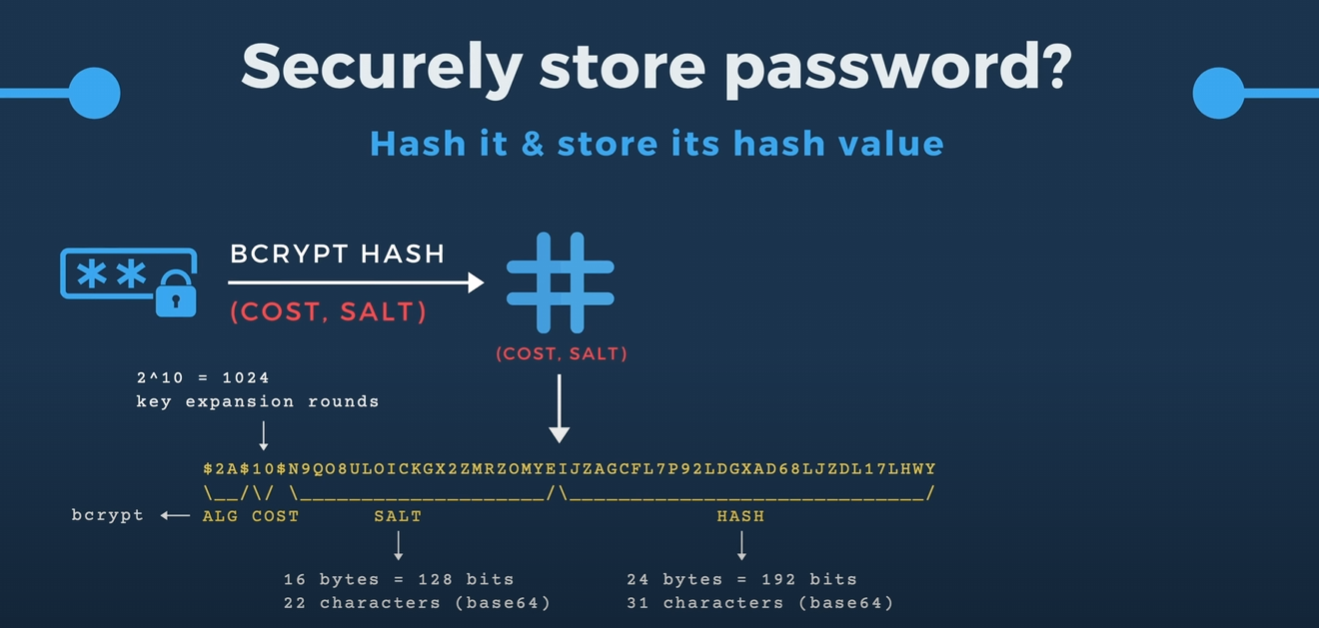 Securely store password?
Hash it & store its hash value
**
BCRYPT HASH
(COST, SALT)
#
(COST, SALT)
2^10 = 1024
key expansion rounds
$2A$10$N9QO8ULOICKGX2ZMRZOMYEIJZAGCFL7P92LDGXAD68LJZDL17LHWY
\__/\/ \____________________/\_____________________________/
bcrypt ALG COST SALT HASH
16 bytes = 128 bits
22 characters (base64)
24 bytes = 192 bits
31 characters (base64)